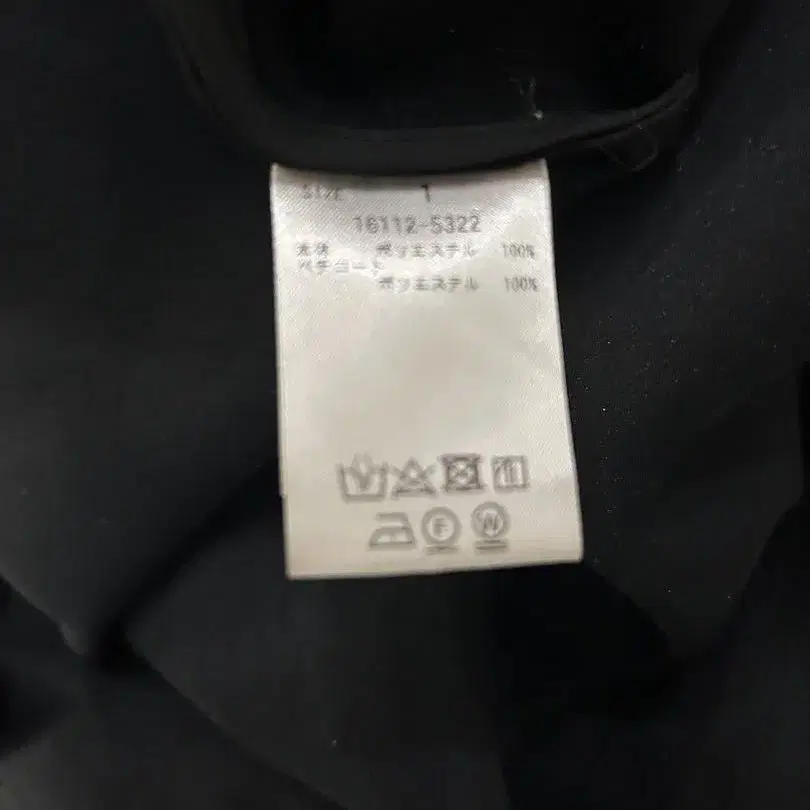 SIZE 1
16112-5322
本体 ポリエステル 100%
ペチコート
ポリエステル 100%
F W